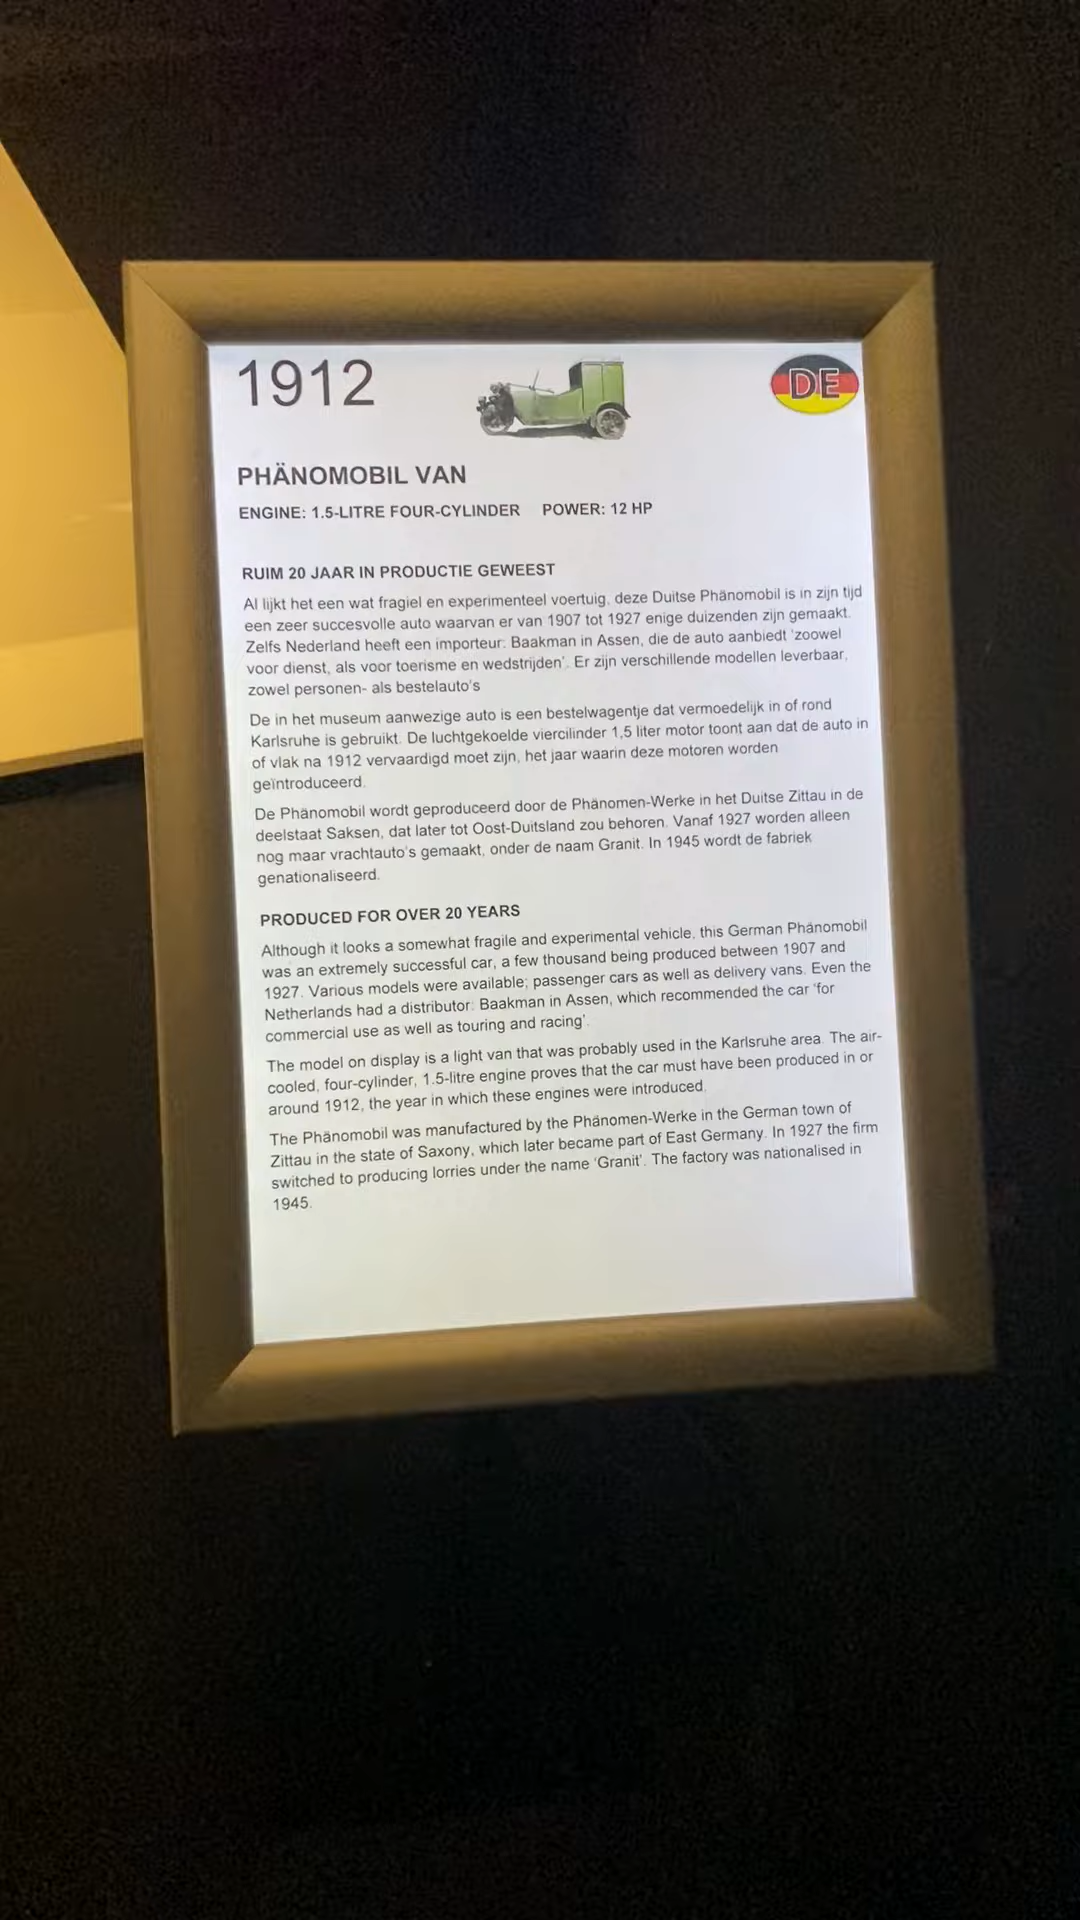 1912
DE
PHÄNOMOBIL VAN
ENGINE: 1.5-LITRE FOUR-CYLINDER POWER: 12 HP
RUIM 20 JAAR IN PRODUCTIE GEWEEST
Al lijkt het een wat fragiel en experimenteel voertuig, deze Duitse Phänomobil is in zijn tijd
een zeer succesvolle auto waarvan er van 1907 tot 1927 enige duizenden zijn gemaakt.
Zelfs Nederland heeft een importeur: Baakman in Assen, die de auto aanbiedt 'zoowel
voor dienst, als voor toerisme en wedstrijden'. Er zijn verschillende modellen leverbaar,
zowel personen- als bestelauto's
De in het museum aanwezige auto is een bestelwagentje dat vermoedelijk in of rond
Karlsruhe is gebruikt. De luchtgekoelde viercilinder 1,5 liter motor toont aan dat de auto in
of vlak na 1912 vervaardigd moet zijn, het jaar waarin deze motoren worden
geïntroduceerd.
De Phänomobil wordt geproduceerd door de Phänomen-Werke in het Duitse Zittau in de
deelstaat Saksen, dat later tot Oost-Duitsland zou behoren. Vanaf 1927 worden alleen
nog maar vrachtauto's gemaakt, onder de naam Granit. In 1945 wordt de fabriek
genationaliseerd.
PRODUCED FOR OVER 20 YEARS
Although it looks a somewhat fragile and experimental vehicle, this German Phänomobil
was an extremely successful car, a few thousand being produced between 1907 and
1927. Various models were available; passenger cars as well as delivery vans. Even the
Netherlands had a distributor: Baakman in Assen, which recommended the car 'for
commercial use as well as touring and racing'.
The model on display is a light van that was probably used in the Karlsruhe area. The air-
cooled, four-cylinder, 1.5-litre engine proves that the car must have been produced in or
around 1912, the year in which these engines were introduced.
The Phänomobil was manufactured by the Phänomen-Werke in the German town of
Zittau in the state of Saxony, which later became part of East Germany. In 1927 the firm
switched to producing lorries under the name 'Granit'. The factory was nationalised in
1945.